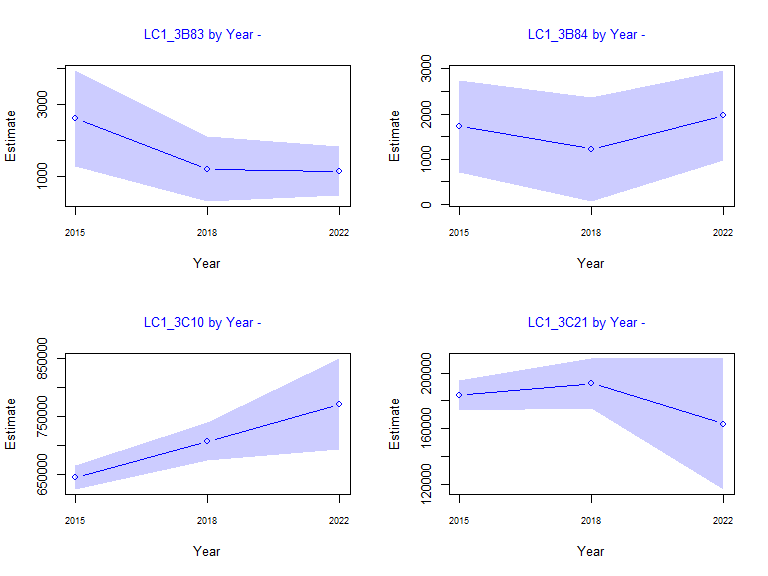 LC1_3B83 by Year -
Estimate
3000
1000
2015
2018
2022
Year
LC1_3B84 by Year -
Estimate
3000
2000
1000
0
2015
2018
2022
Year
LC1_3C10 by Year -
Estimate
850000
750000
650000
2015
2018
2022
Year
LC1_3C21 by Year -
Estimate
200000
160000
120000
2015
2018
2022
Year